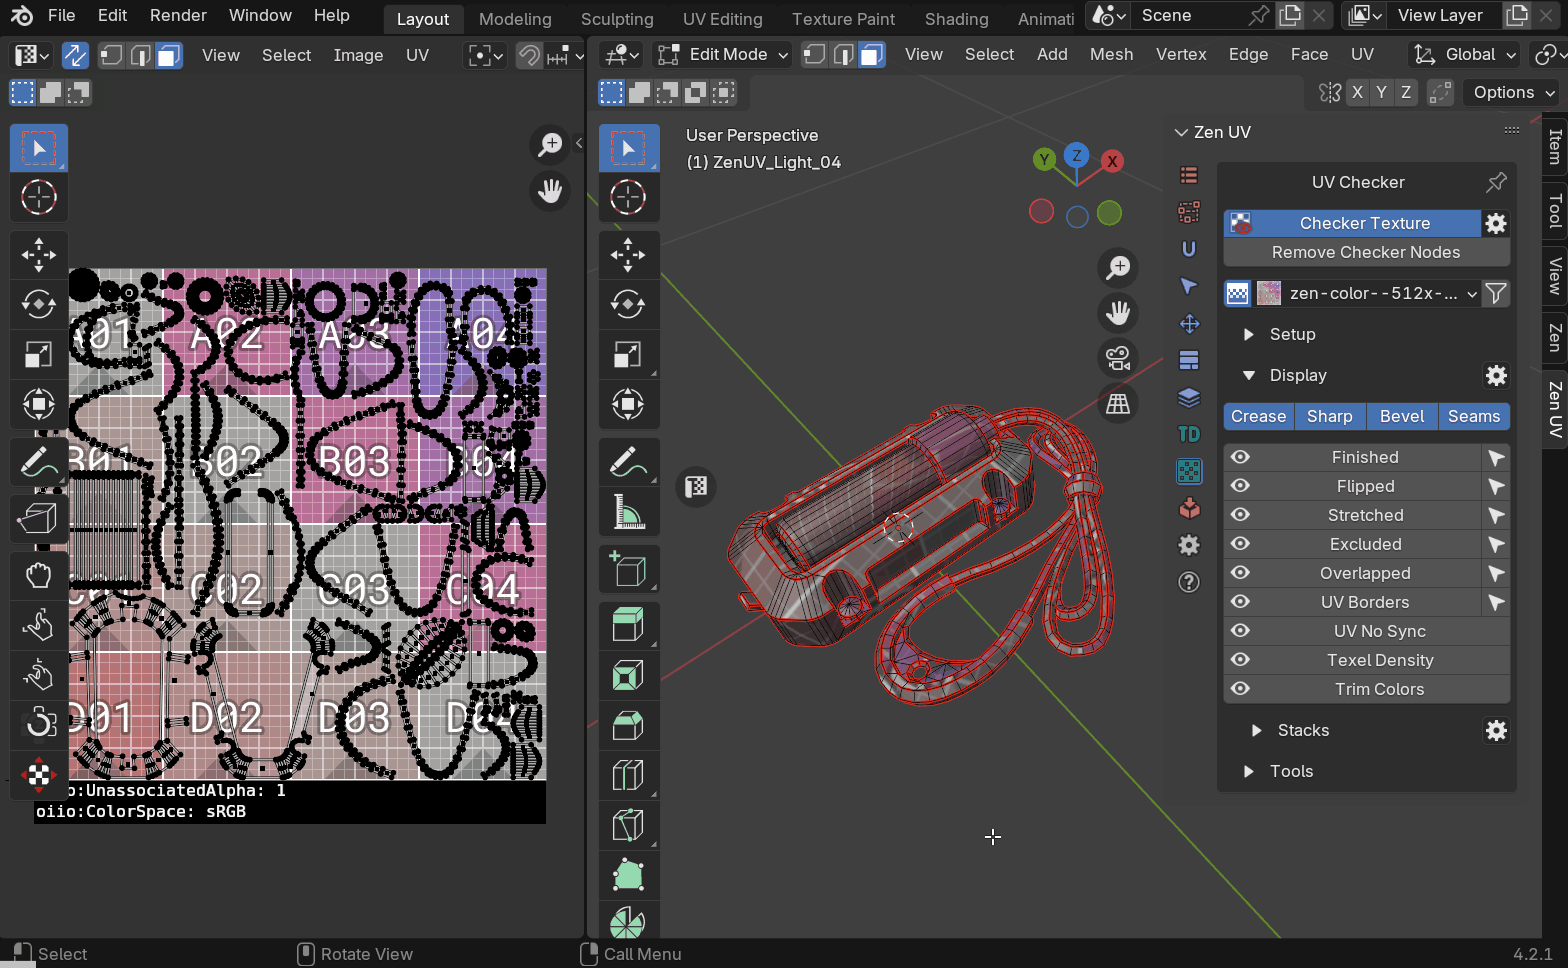 File Edit Render Window Help
Layout Modeling Sculpting UV Editing Texture Paint Shading Animati
Scene
View Layer
View Select Image UV
Edit Mode
View Select Add Mesh Vertex Edge Face UV
Global
X Y Z
Options
User Perspective
(1) ZenUV_Light_04
Y Z X
Zen UV
UV Checker
Checker Texture
Remove Checker Nodes
zen-color--512x-...
Setup
Display
Crease Sharp Bevel Seams
Finished
Flipped
Stretched
Excluded
Overlapped
UV Borders
UV No Sync
Texel Density
Trim Colors
Stacks
Tools
TD
Item
Tool
View
Zen
Zen UV
A01 A02 A03 A04
B01 B02 B03 B04
C01 C02 C03 C04
D01 D02 D03 D04
o:UnassociatedAlpha: 1
oiio:ColorSpace: sRGB
Select
Rotate View
Call Menu
4.2.1